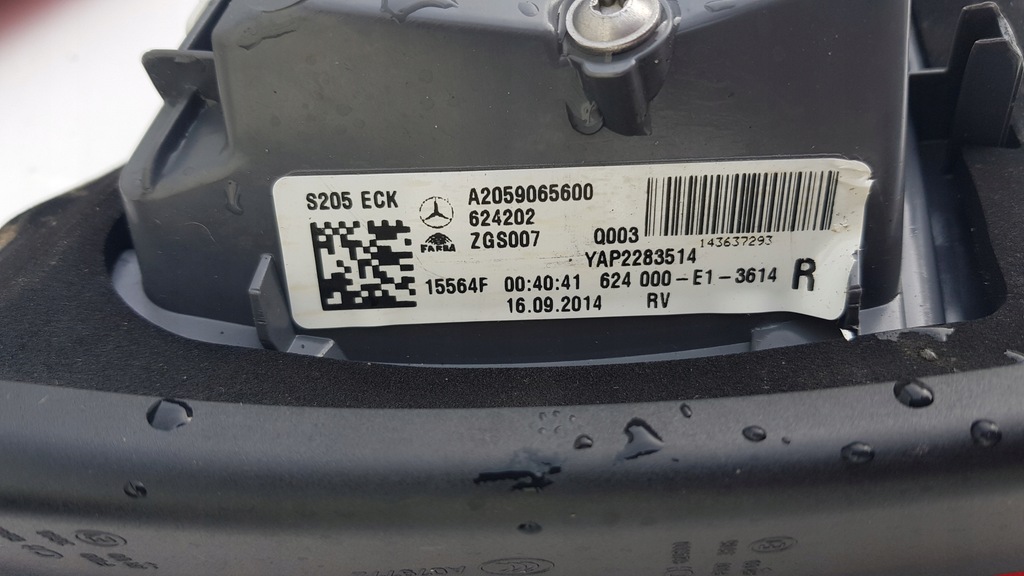 S205 ECK
A2059065600
624202
FARBA
ZGS007 Q003
143637293
YAP2283514
15564F 00:40:41 624 000-E1-3614 R
16.09.2014 RV